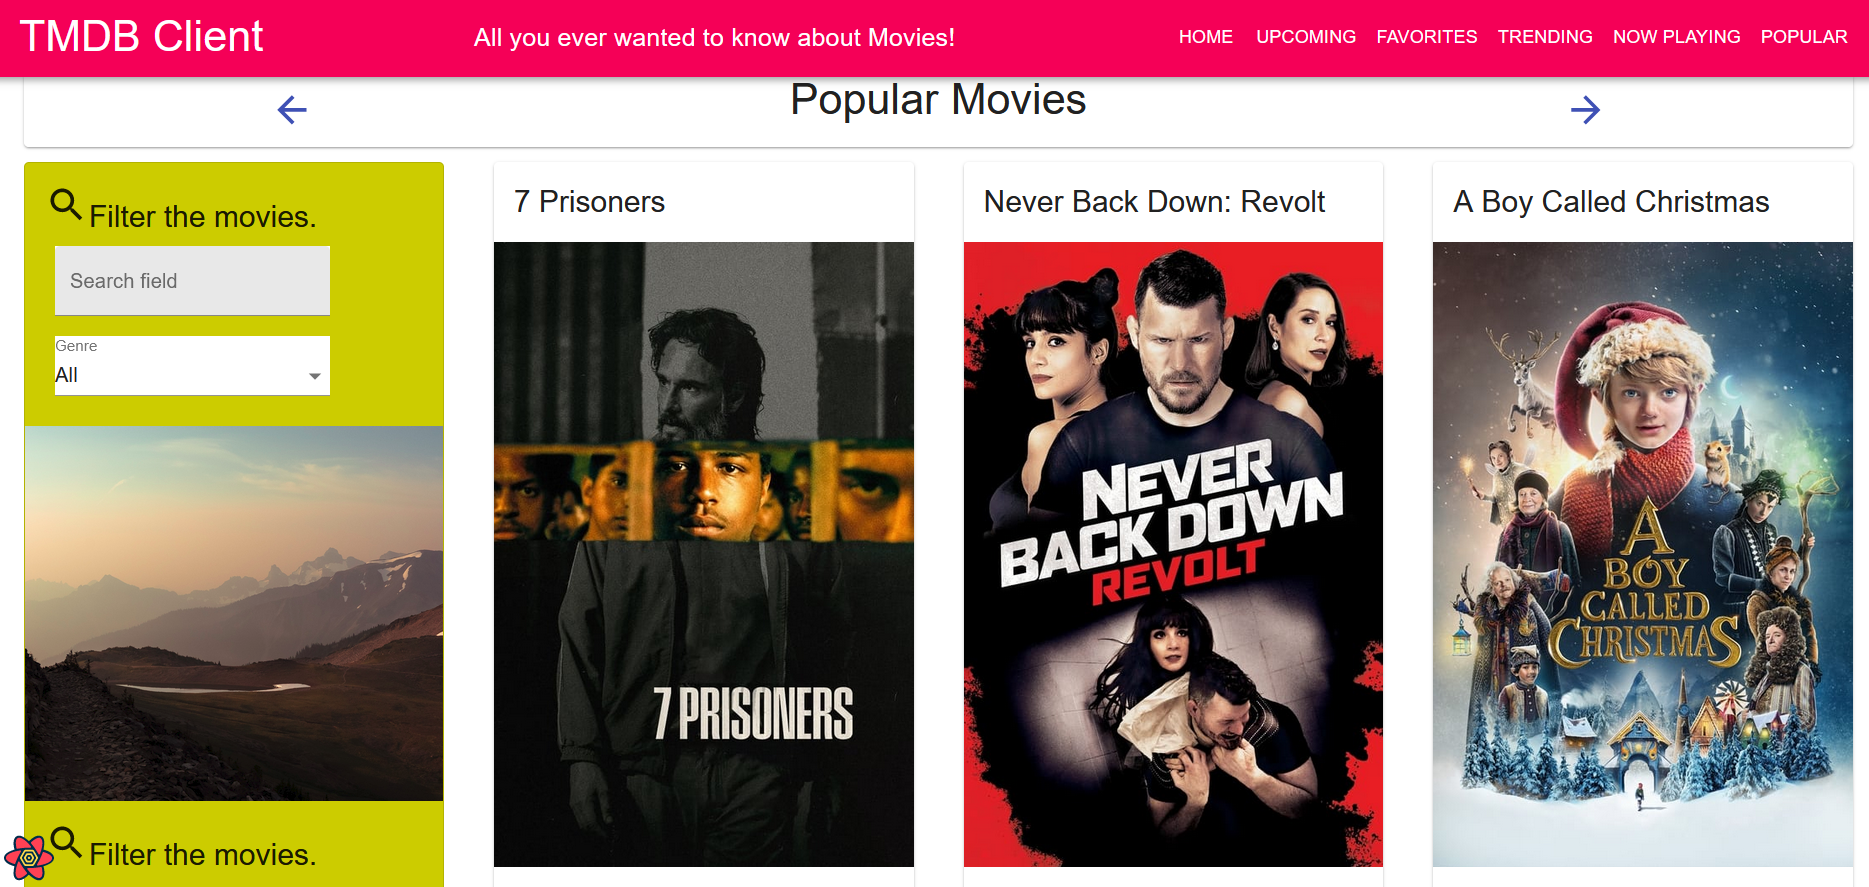 TMDB Client
All you ever wanted to know about Movies!
HOME UPCOMING FAVORITES TRENDING NOW PLAYING POPULAR
Popular Movies
Filter the movies.
Search field
Genre
All
Filter the movies.
7 Prisoners
7 PRISONERS
Never Back Down: Revolt
NEVER
BACK DOWN
REVOLT
A Boy Called Christmas
A
BOY
CALLED
CHRISTMAS